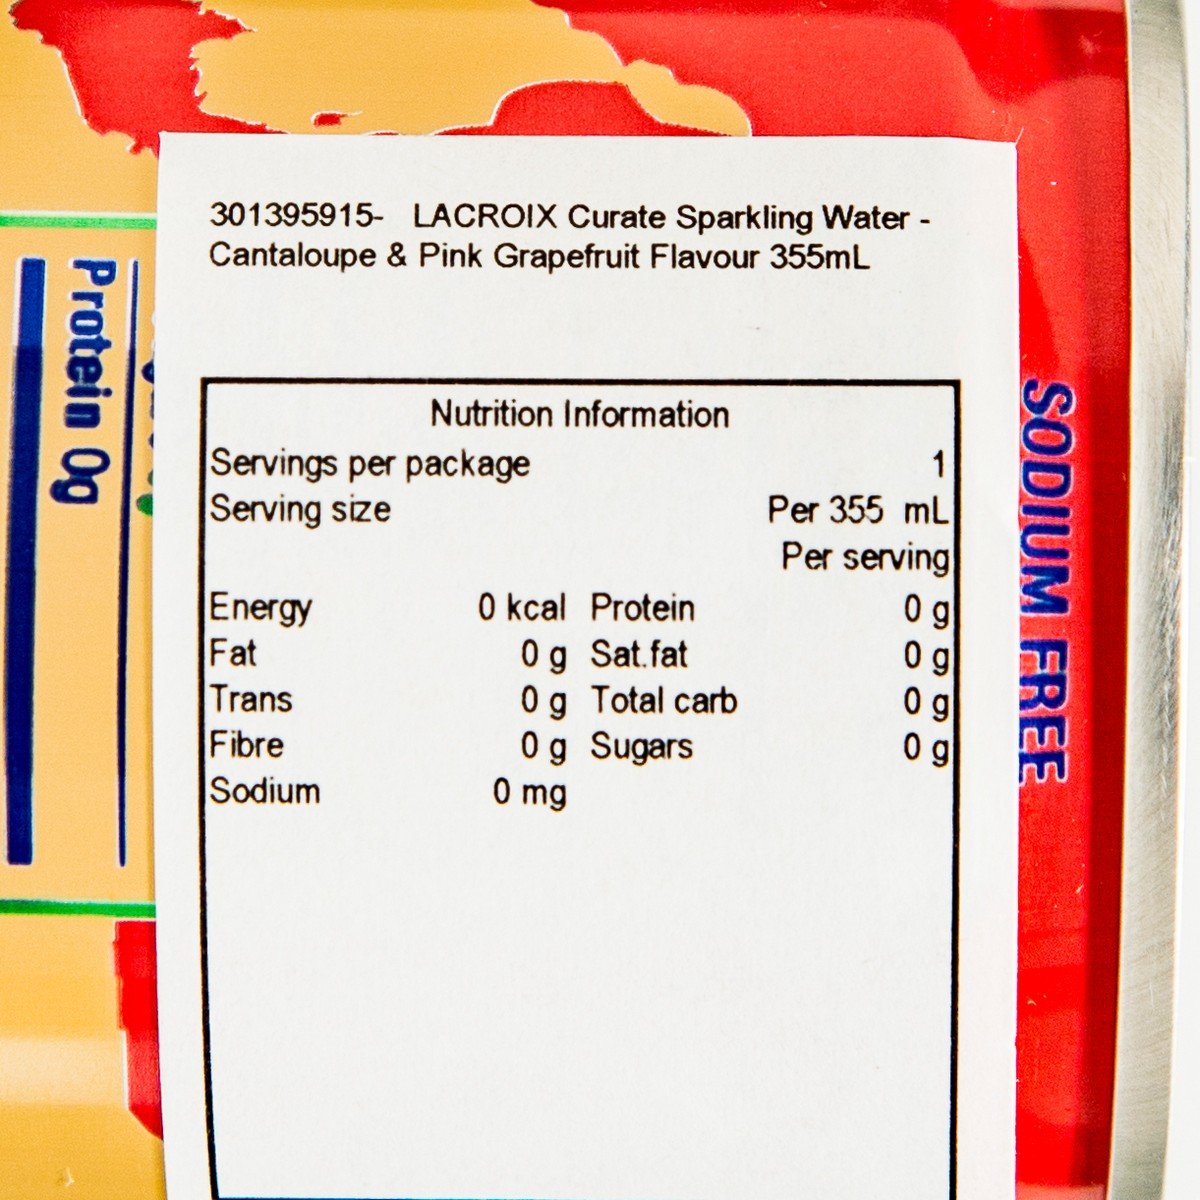 301395915- LACROIX Curate Sparkling Water -
Cantaloupe & Pink Grapefruit Flavour 355mL
Nutrition Information
Servings per package 1
Serving size Per 355 mL
Per serving
Energy 0 kcal Protein 0 g
Fat 0 g Sat.fat 0 g
Trans 0 g Total carb 0 g
Fibre 0 g Sugars 0 g
Sodium 0 mg
Protein 0g
SODIUM FREE